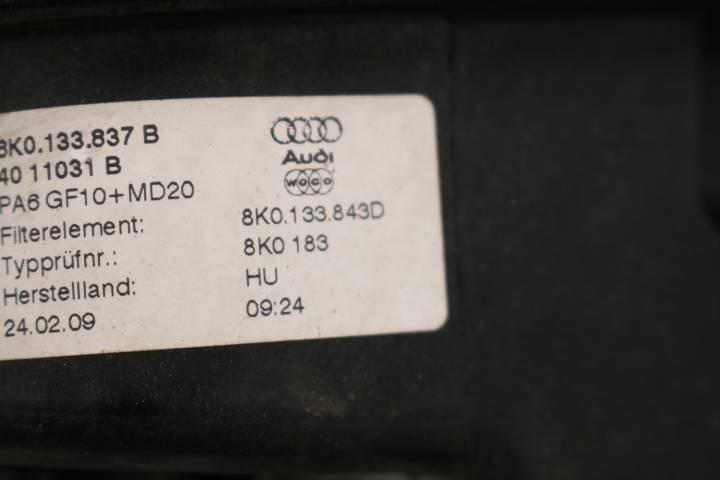 8K0.133.837 B
40 11031 B
PA6 GF10+MD20
Filterelement: 8K0.133.843D
Typprüfnr.: 8K0 183
Herstellland: HU
24.02.09 09:24
Audi
WOCO